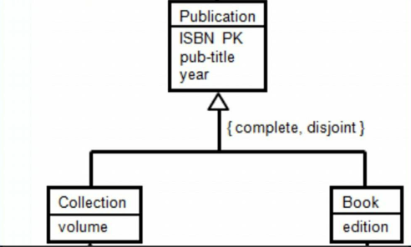 Publication
ISBN PK
pub-title
year
{ complete, disjoint }
Collection
volume
Book
edition